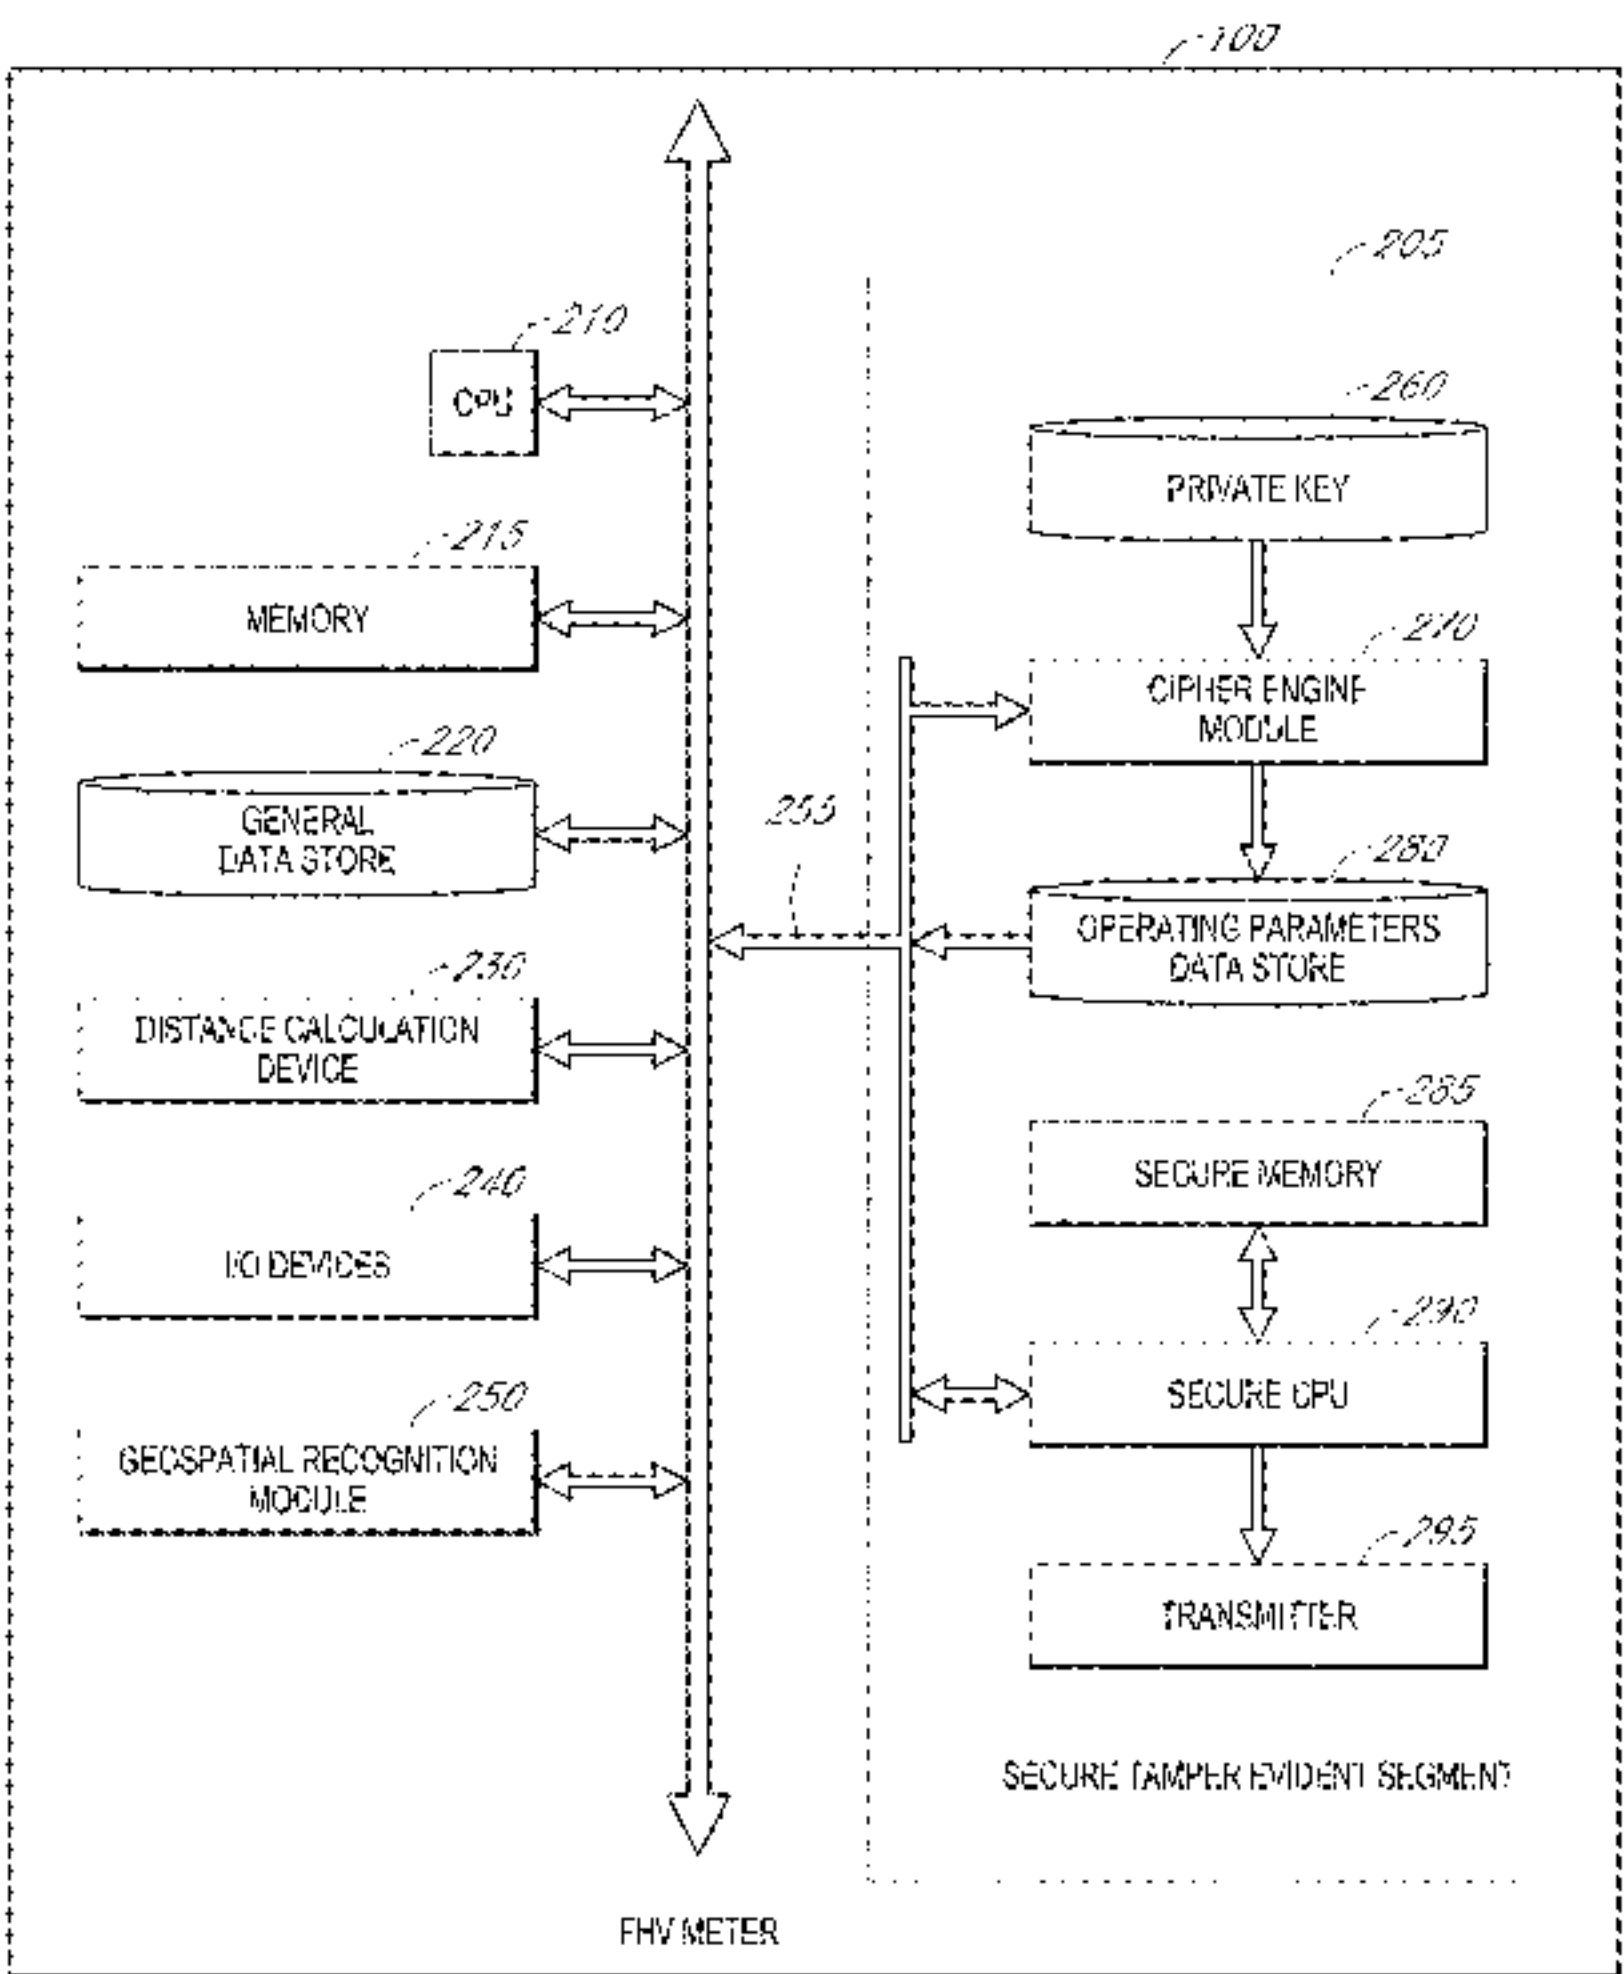 100
205
210
CPU
260
PRIVATE KEY
215
MEMORY
270
CIPHER ENGINE
MODULE
220
GENERAL
DATA STORE
255
280
OPERATING PARAMETERS
DATA STORE
230
DISTANCE CALCULATION
DEVICE
285
SECURE MEMORY
240
I/O DEVICES
290
SECURE CPU
250
GEOSPATIAL RECOGNITION
MODULE
295
TRANSMITTER
SECURE TAMPER EVIDENT SEGMENT
FHV METER